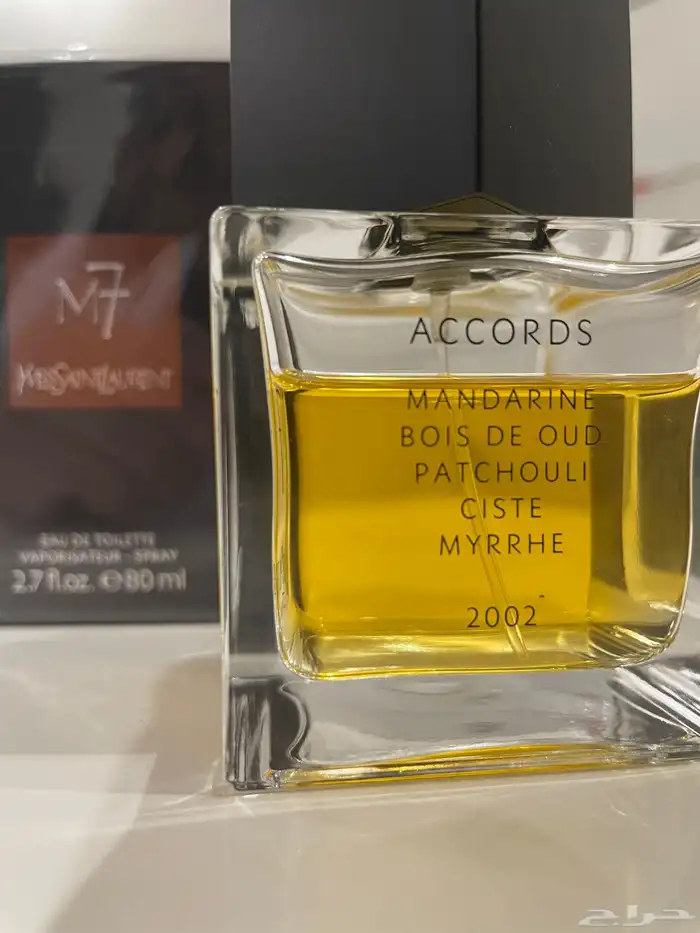 M7
YVESSAINTLAURENT
EAU DE TOILETTE
VAPORISATEUR - SPRAY
2.7 fl.oz. ℮ 80 ml
ACCORDS
MANDARINE
BOIS DE OUD
PATCHOULI
CISTE
MYRRHE
2002
حراج